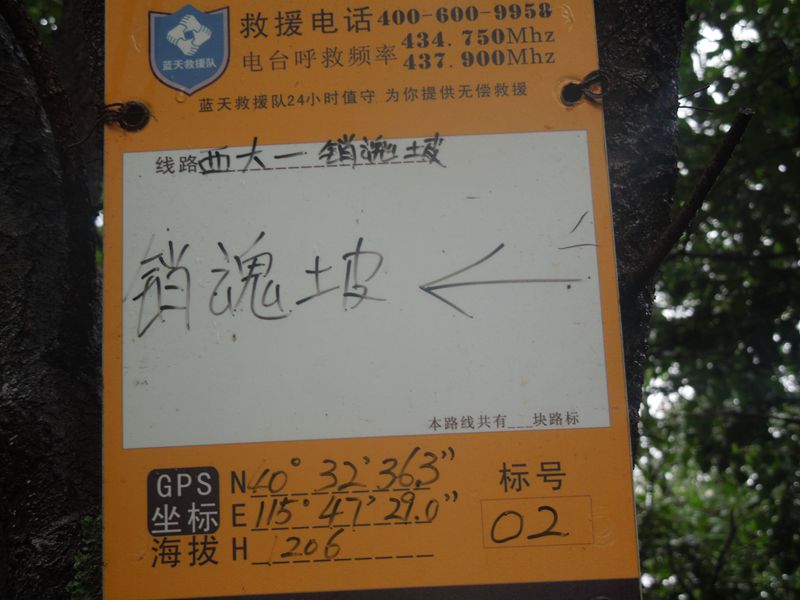 救援电话400-600-9958
电台呼救频率 434.750Mhz
437.900Mhz
蓝天救援队
蓝天救援队24小时值守 为你提供无偿救援
线路西大一销魂坡
销魂坡 ←
本路线共有___块路标
GPS坐标 N40°32'36.3"
E115°47'29.0"
海拔 H 1206
标号
02